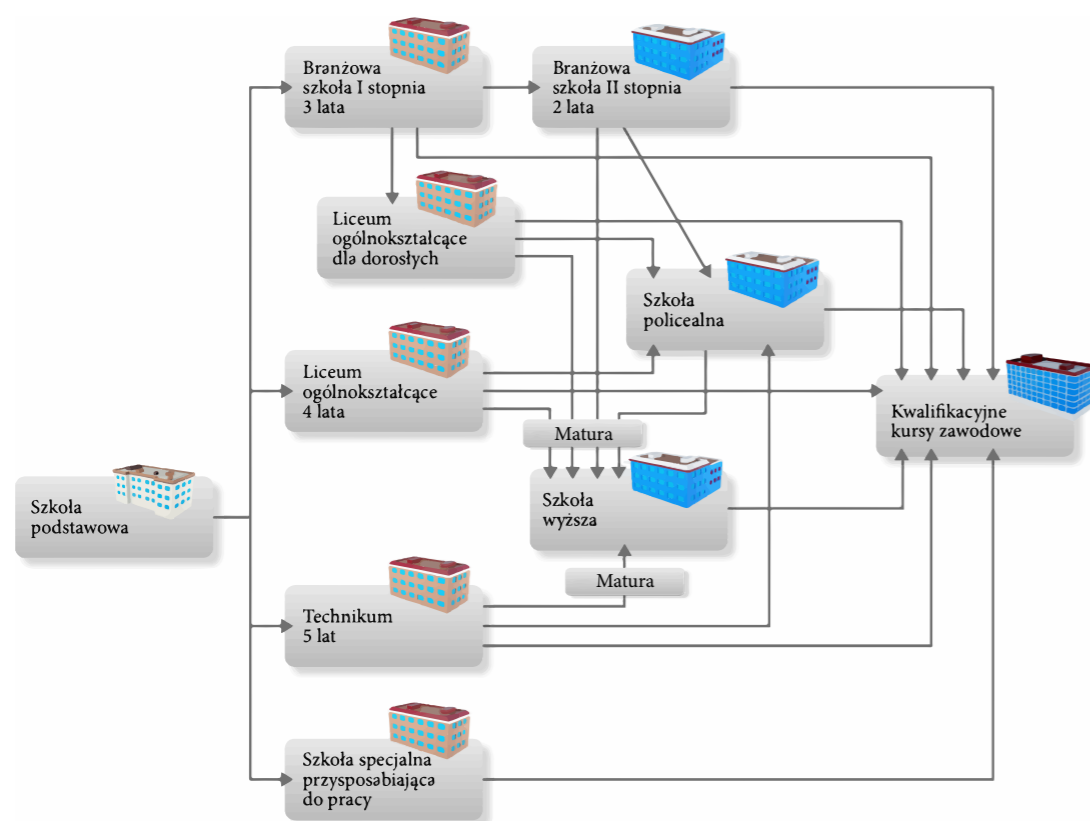 Branżowa
szkoła I stopnia
3 lata
Branżowa
szkoła II stopnia
2 lata
Liceum
ogólnokształcące
dla dorosłych
Szkoła
policealna
Liceum
ogólnokształcące
4 lata
Kwalifikacyjne
kursy zawodowe
Matura
Szkoła
podstawowa
Szkoła
wyższa
Matura
Technikum
5 lat
Szkoła specjalna
przysposabiająca
do pracy